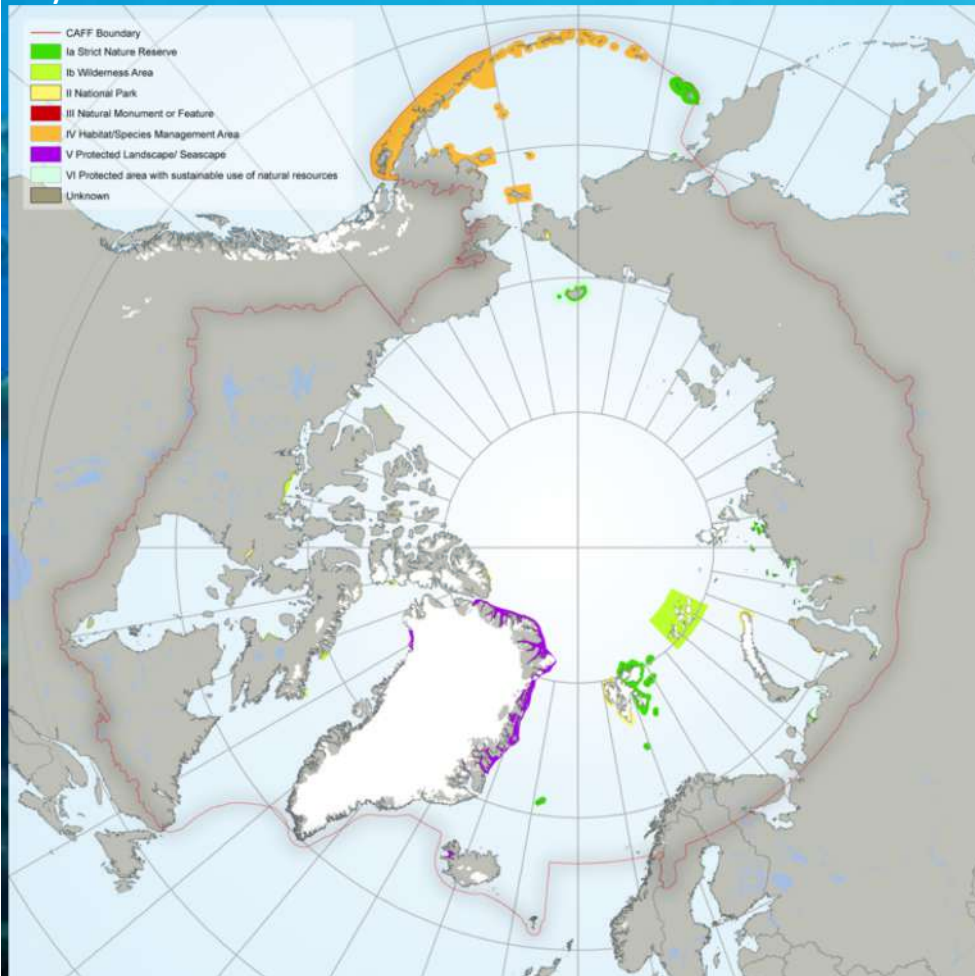 CAFF Boundary
Ia Strict Nature Reserve
Ib Wilderness Area
II National Park
III Natural Monument or Feature
IV Habitat/Species Management Area
V Protected Landscape/ Seascape
VI Protected area with sustainable use of natural resources
Unknown